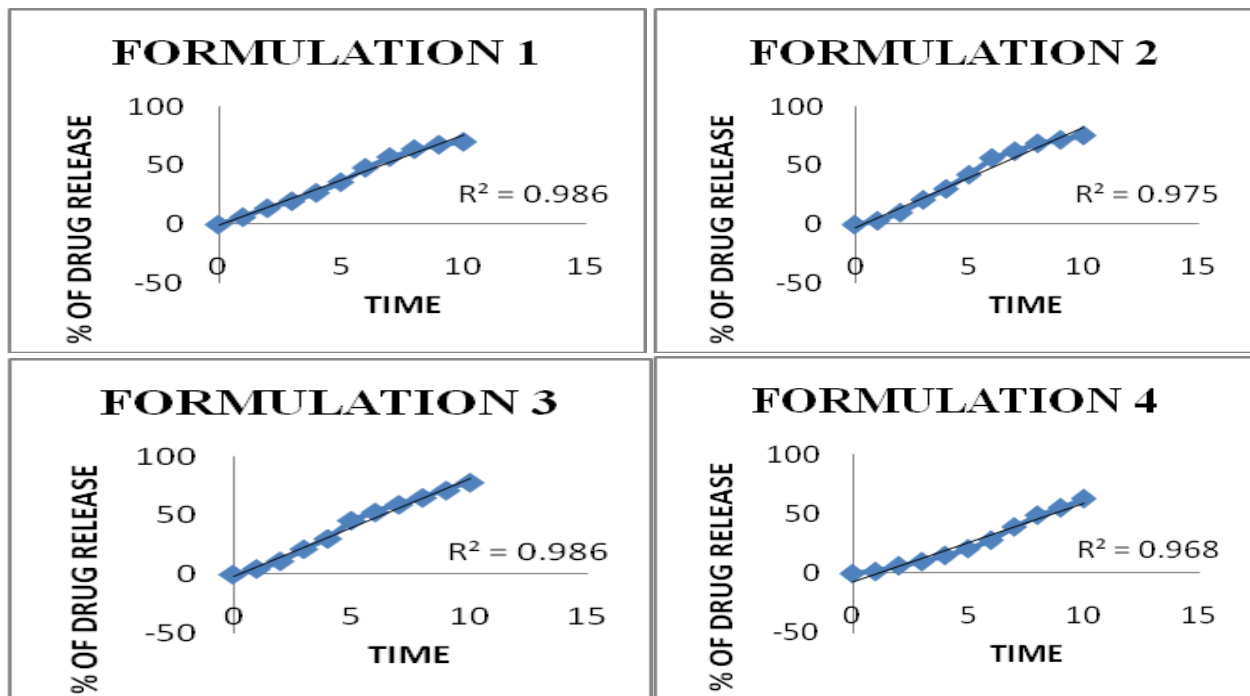 FORMULATION 1
% OF DRUG RELEASE
100
50
0
-50
R² = 0.986
0 5 10 15
TIME
FORMULATION 2
% OF DRUG RELEASE
100
50
0
-50
R² = 0.975
0 5 10 15
TIME
FORMULATION 3
% OF DRUG RELEASE
100
50
0
-50
R² = 0.986
0 5 10 15
TIME
FORMULATION 4
% OF DRUG RELEASE
100
50
0
-50
R² = 0.968
0 5 10 15
TIME